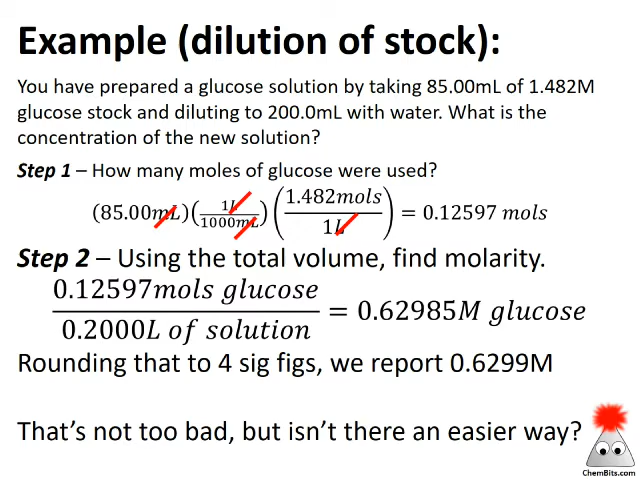 Example (dilution of stock):
You have prepared a glucose solution by taking 85.00mL of 1.482M
glucose stock and diluting to 200.0mL with water. What is the
concentration of the new solution?
Step 1 – How many moles of glucose were used?
(85.00mL)(1L/1000mL)(1.482mols/1L) = 0.12597 mols
Step 2 – Using the total volume, find molarity.
0.12597mols glucose/0.2000L of solution = 0.62985M glucose
Rounding that to 4 sig figs, we report 0.6299M
That's not too bad, but isn't there an easier way?
ChemBits.com